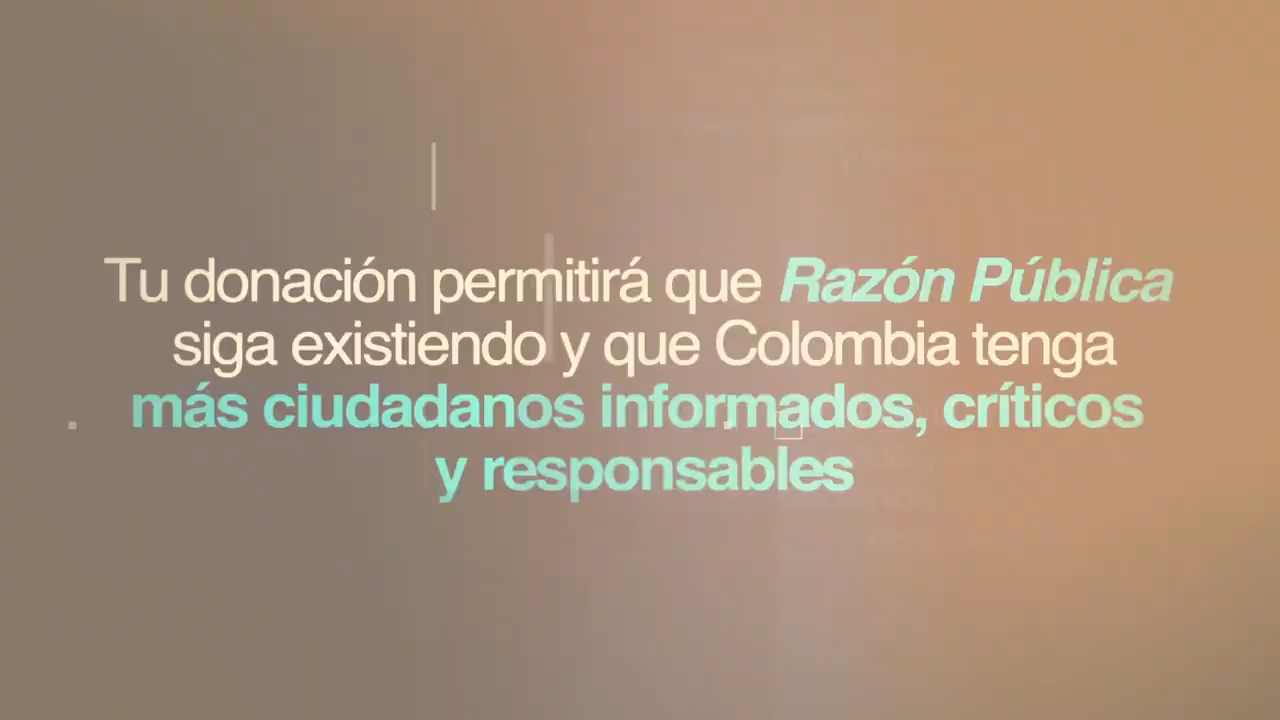 Tu donación permitirá que Razón Pública
siga existiendo y que Colombia tenga
más ciudadanos informados, críticos
y responsables